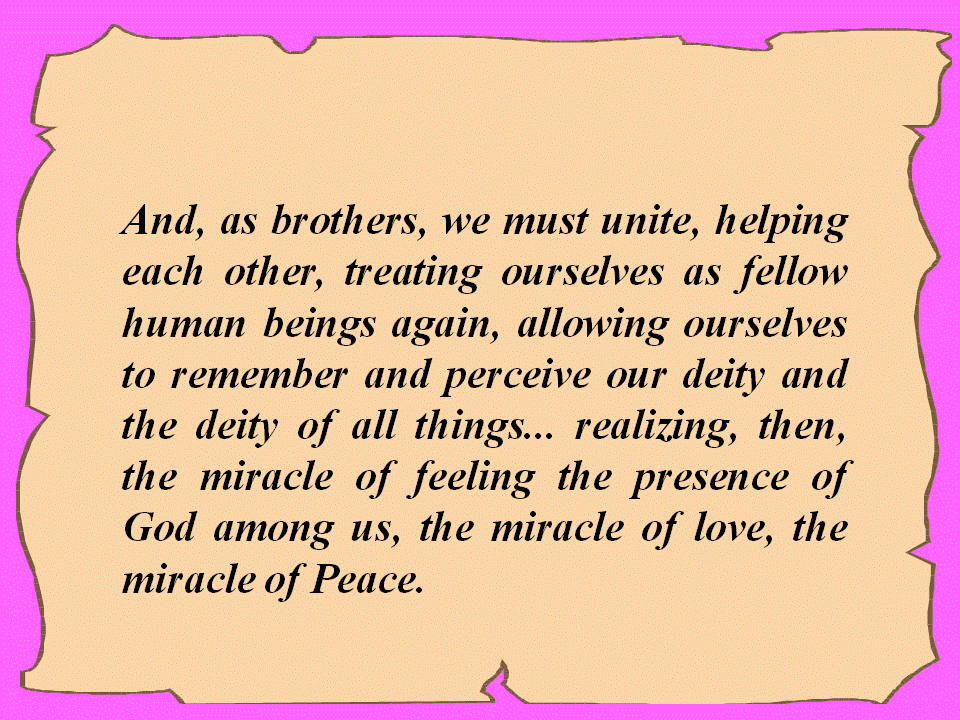 And, as brothers, we must unite, helping
each other, treating ourselves as fellow
human beings again, allowing ourselves
to remember and perceive our deity and
the deity of all things... realizing, then,
the miracle of feeling the presence of
God among us, the miracle of love, the
miracle of Peace.